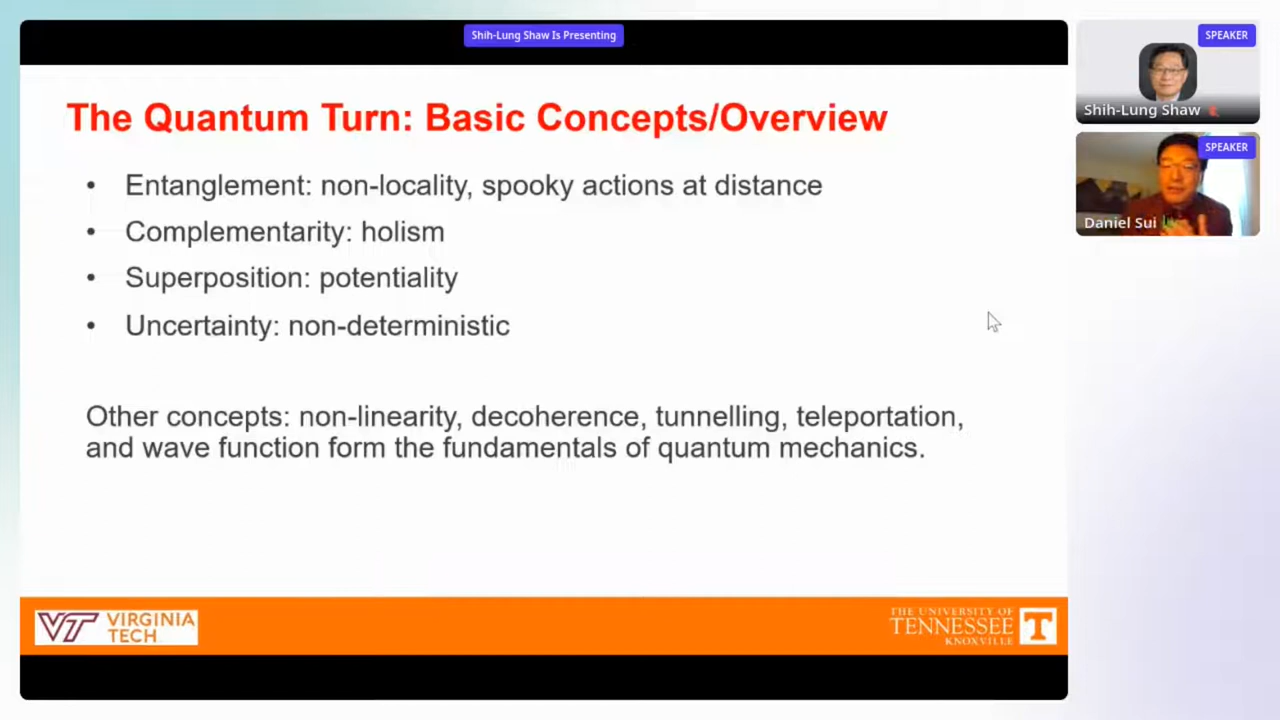 Shih-Lung Shaw Is Presenting
The Quantum Turn: Basic Concepts/Overview
• Entanglement: non-locality, spooky actions at distance
• Complementarity: holism
• Superposition: potentiality
• Uncertainty: non-deterministic
Other concepts: non-linearity, decoherence, tunnelling, teleportation,
and wave function form the fundamentals of quantum mechanics.
VT VIRGINIA
TECH
THE UNIVERSITY OF
TENNESSEE
KNOXVILLE
T
SPEAKER
Shih-Lung Shaw
SPEAKER
Daniel Sui